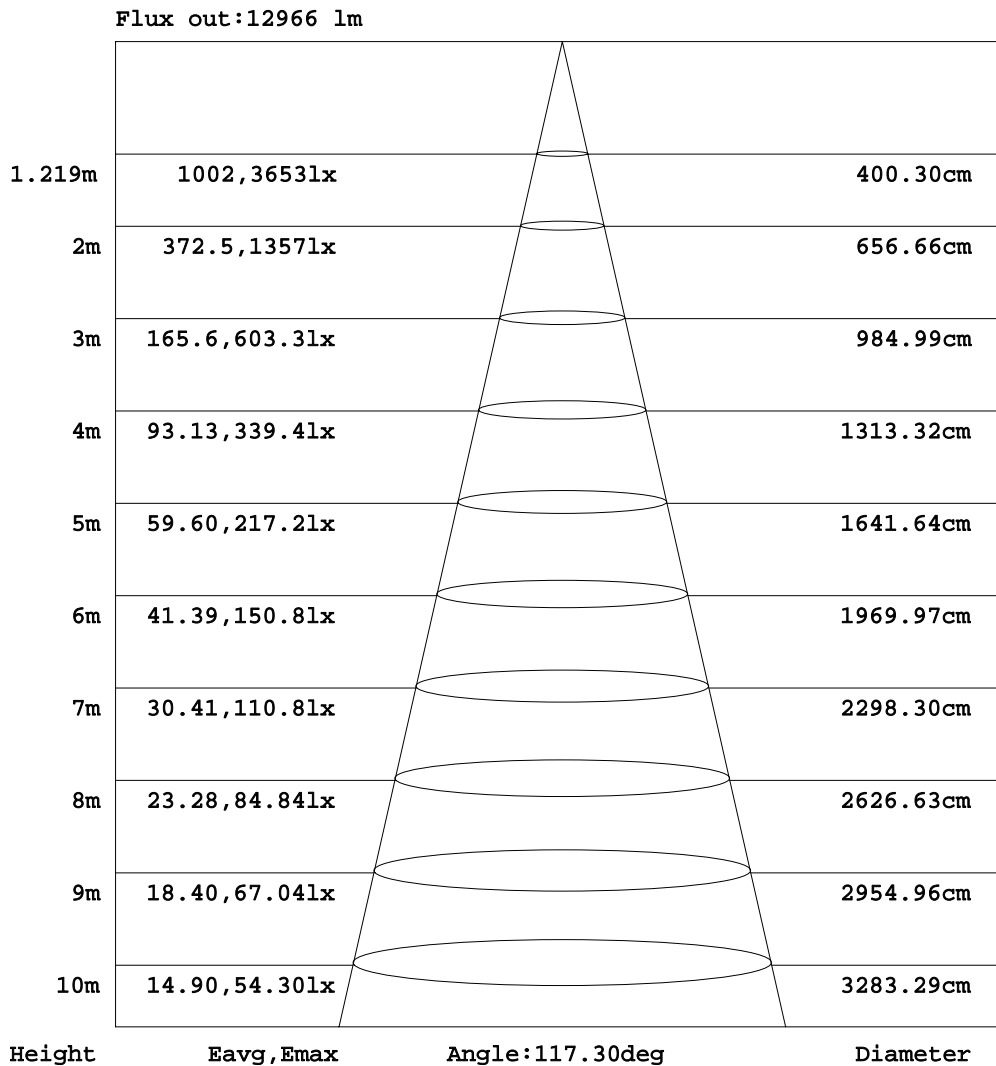 Flux out:12966 lm
1.219m 1002,3653lx 400.30cm
2m 372.5,1357lx 656.66cm
3m 165.6,603.3lx 984.99cm
4m 93.13,339.4lx 1313.32cm
5m 59.60,217.2lx 1641.64cm
6m 41.39,150.8lx 1969.97cm
7m 30.41,110.8lx 2298.30cm
8m 23.28,84.84lx 2626.63cm
9m 18.40,67.04lx 2954.96cm
10m 14.90,54.30lx 3283.29cm
Height Eavg,Emax Angle:117.30deg Diameter